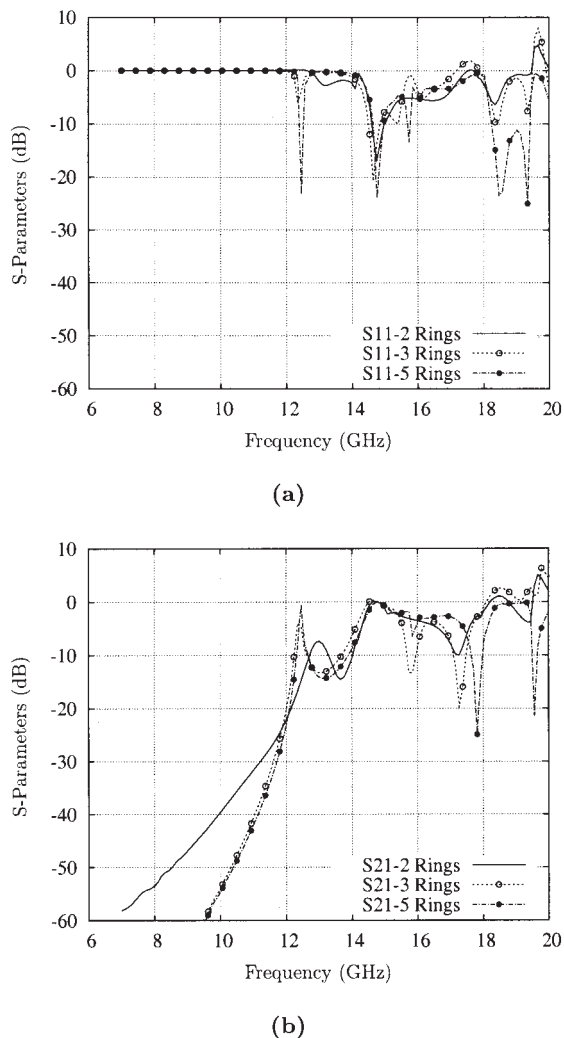 10
0
-10
-20
-30
-40
-50
-60
S-Parameters (dB)
S11-2 Rings
S11-3 Rings
S11-5 Rings
6 8 10 12 14 16 18 20
Frequency (GHz)
(a)
10
0
-10
-20
-30
-40
-50
-60
S-Parameters (dB)
S21-2 Rings
S21-3 Rings
S21-5 Rings
6 8 10 12 14 16 18 20
Frequency (GHz)
(b)